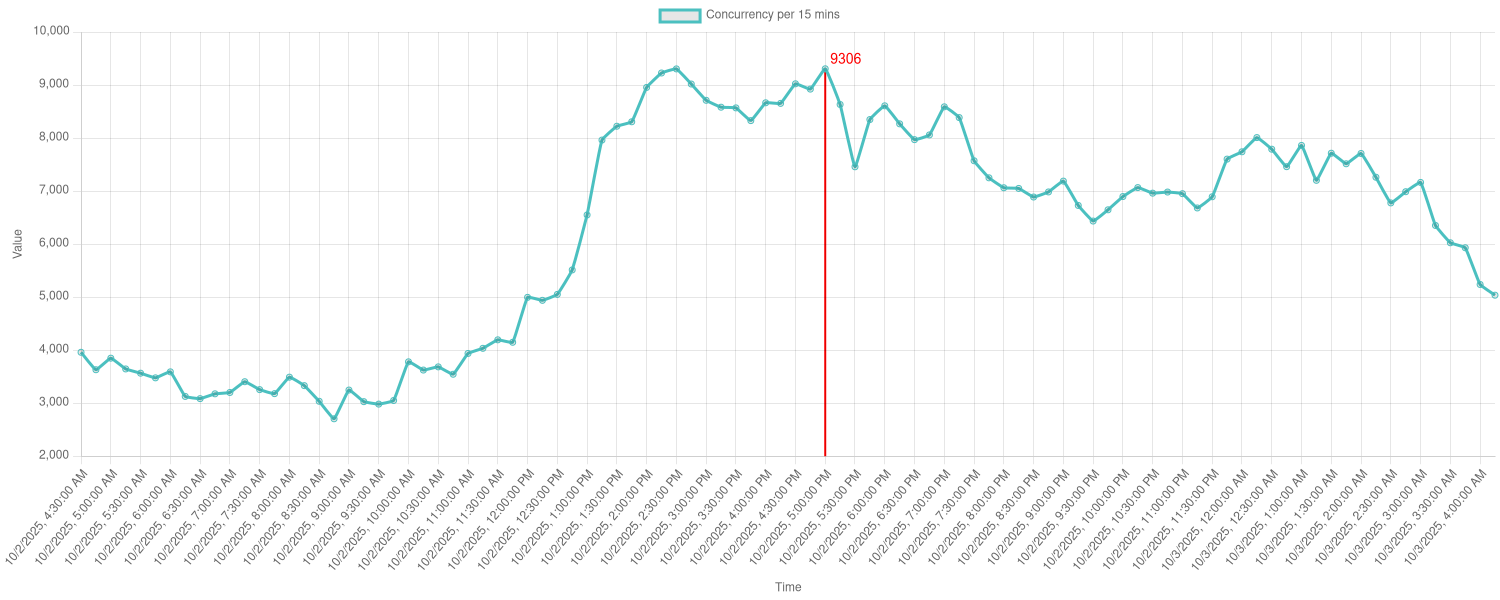 Concurrency per 15 mins
10,000
9,000
8,000
7,000
6,000
5,000
4,000
3,000
2,000
Value
9306
10/2/2025, 4:30:00 AM
10/2/2025, 5:00:00 AM
10/2/2025, 5:30:00 AM
10/2/2025, 6:00:00 AM
10/2/2025, 6:30:00 AM
10/2/2025, 7:00:00 AM
10/2/2025, 7:30:00 AM
10/2/2025, 8:00:00 AM
10/2/2025, 8:30:00 AM
10/2/2025, 9:00:00 AM
10/2/2025, 9:30:00 AM
10/2/2025, 10:00:00 AM
10/2/2025, 10:30:00 AM
10/2/2025, 11:00:00 AM
10/2/2025, 11:30:00 AM
10/2/2025, 12:00:00 PM
10/2/2025, 12:30:00 PM
10/2/2025, 1:00:00 PM
10/2/2025, 1:30:00 PM
10/2/2025, 2:00:00 PM
10/2/2025, 2:30:00 PM
10/2/2025, 3:00:00 PM
10/2/2025, 3:30:00 PM
10/2/2025, 4:00:00 PM
10/2/2025, 4:30:00 PM
10/2/2025, 5:00:00 PM
10/2/2025, 5:30:00 PM
10/2/2025, 6:00:00 PM
10/2/2025, 6:30:00 PM
10/2/2025, 7:00:00 PM
10/2/2025, 7:30:00 PM
10/2/2025, 8:00:00 PM
10/2/2025, 8:30:00 PM
10/2/2025, 9:00:00 PM
10/2/2025, 9:30:00 PM
10/2/2025, 10:00:00 PM
10/2/2025, 10:30:00 PM
10/2/2025, 11:00:00 PM
10/2/2025, 11:30:00 PM
10/3/2025, 12:00:00 AM
10/3/2025, 12:30:00 AM
10/3/2025, 1:00:00 AM
10/3/2025, 1:30:00 AM
10/3/2025, 2:00:00 AM
10/3/2025, 2:30:00 AM
10/3/2025, 3:00:00 AM
10/3/2025, 3:30:00 AM
10/3/2025, 4:00:00 AM
Time